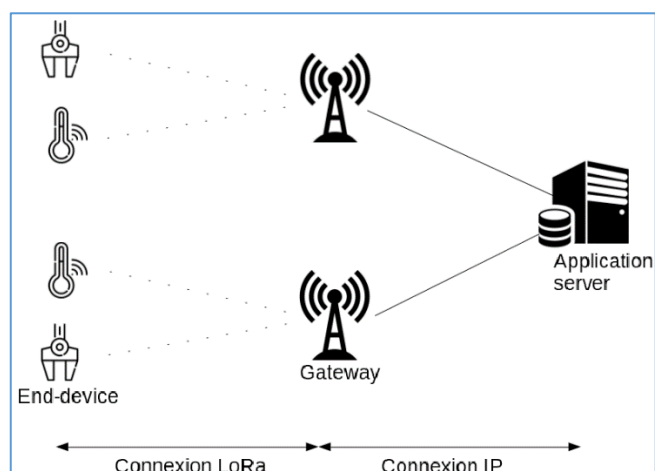 Application
server
Gateway
End-device
Connexion LoRa
Connexion IP